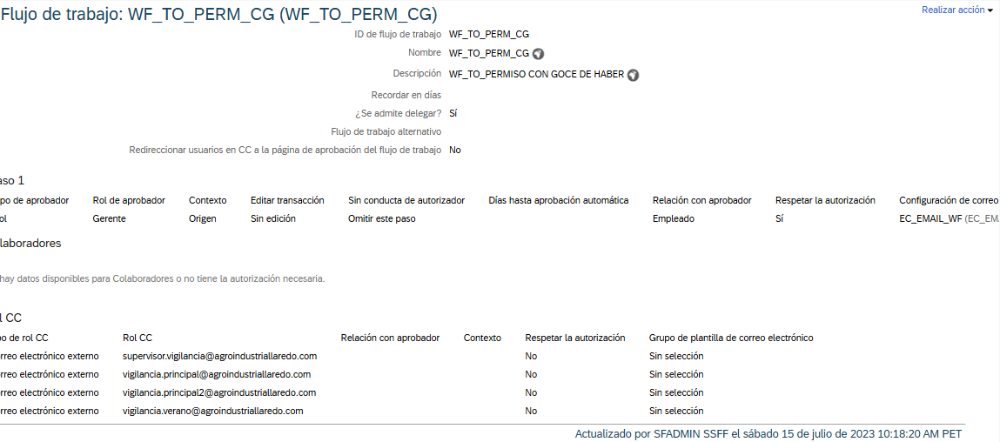 Flujo de trabajo: WF_TO_PERM_CG (WF_TO_PERM_CG)
Realizar acción
ID de flujo de trabajo WF_TO_PERM_CG
Nombre WF_TO_PERM_CG
Descripción WF_TO_PERMISO CON GOCE DE HABER
Recordar en días
¿Se admite delegar? Sí
Flujo de trabajo alternativo
Redireccionar usuarios en CC a la página de aprobación del flujo de trabajo No
aso 1
po de aprobador Rol de aprobador Contexto Editar transacción Sin conducta de autorizador Días hasta aprobación automática Relación con aprobador Respetar la autorización Configuración de correo
ol Gerente Origen Sin edición Omitir este paso Empleado Sí EC_EMAIL_WF (EC_EM
laboradores
hay datos disponibles para Colaboradores o no tiene la autorización necesaria.
l CC
po de rol CC Rol CC Relación con aprobador Contexto Respetar la autorización Grupo de plantilla de correo electrónico
rreo electrónico externo supervisor.vigilancia@agroindustriallaredo.com No Sin selección
rreo electrónico externo vigilancia.principal@agroindustriallaredo.com No Sin selección
rreo electrónico externo vigilancia.principal2@agroindustriallaredo.com No Sin selección
rreo electrónico externo vigilancia.verano@agroindustriallaredo.com No Sin selección
Actualizado por SFADMIN SSFF el sábado 15 de julio de 2023 10:18:20 AM PET